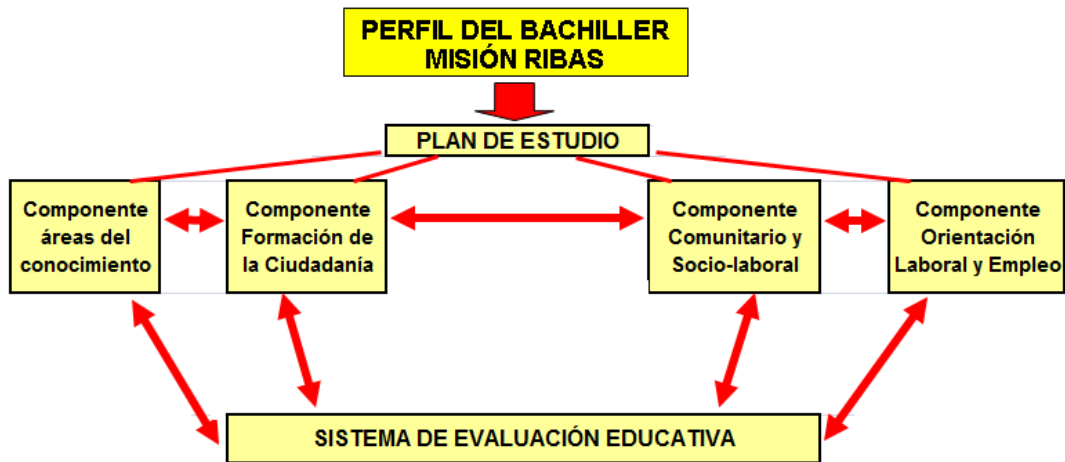 PERFIL DEL BACHILLER
MISIÓN RIBAS
PLAN DE ESTUDIO
Componente
áreas del
conocimiento
Componente
Formación de
la Ciudadanía
Componente
Comunitario y
Socio-laboral
Componente
Orientación
Laboral y Empleo
SISTEMA DE EVALUACIÓN EDUCATIVA